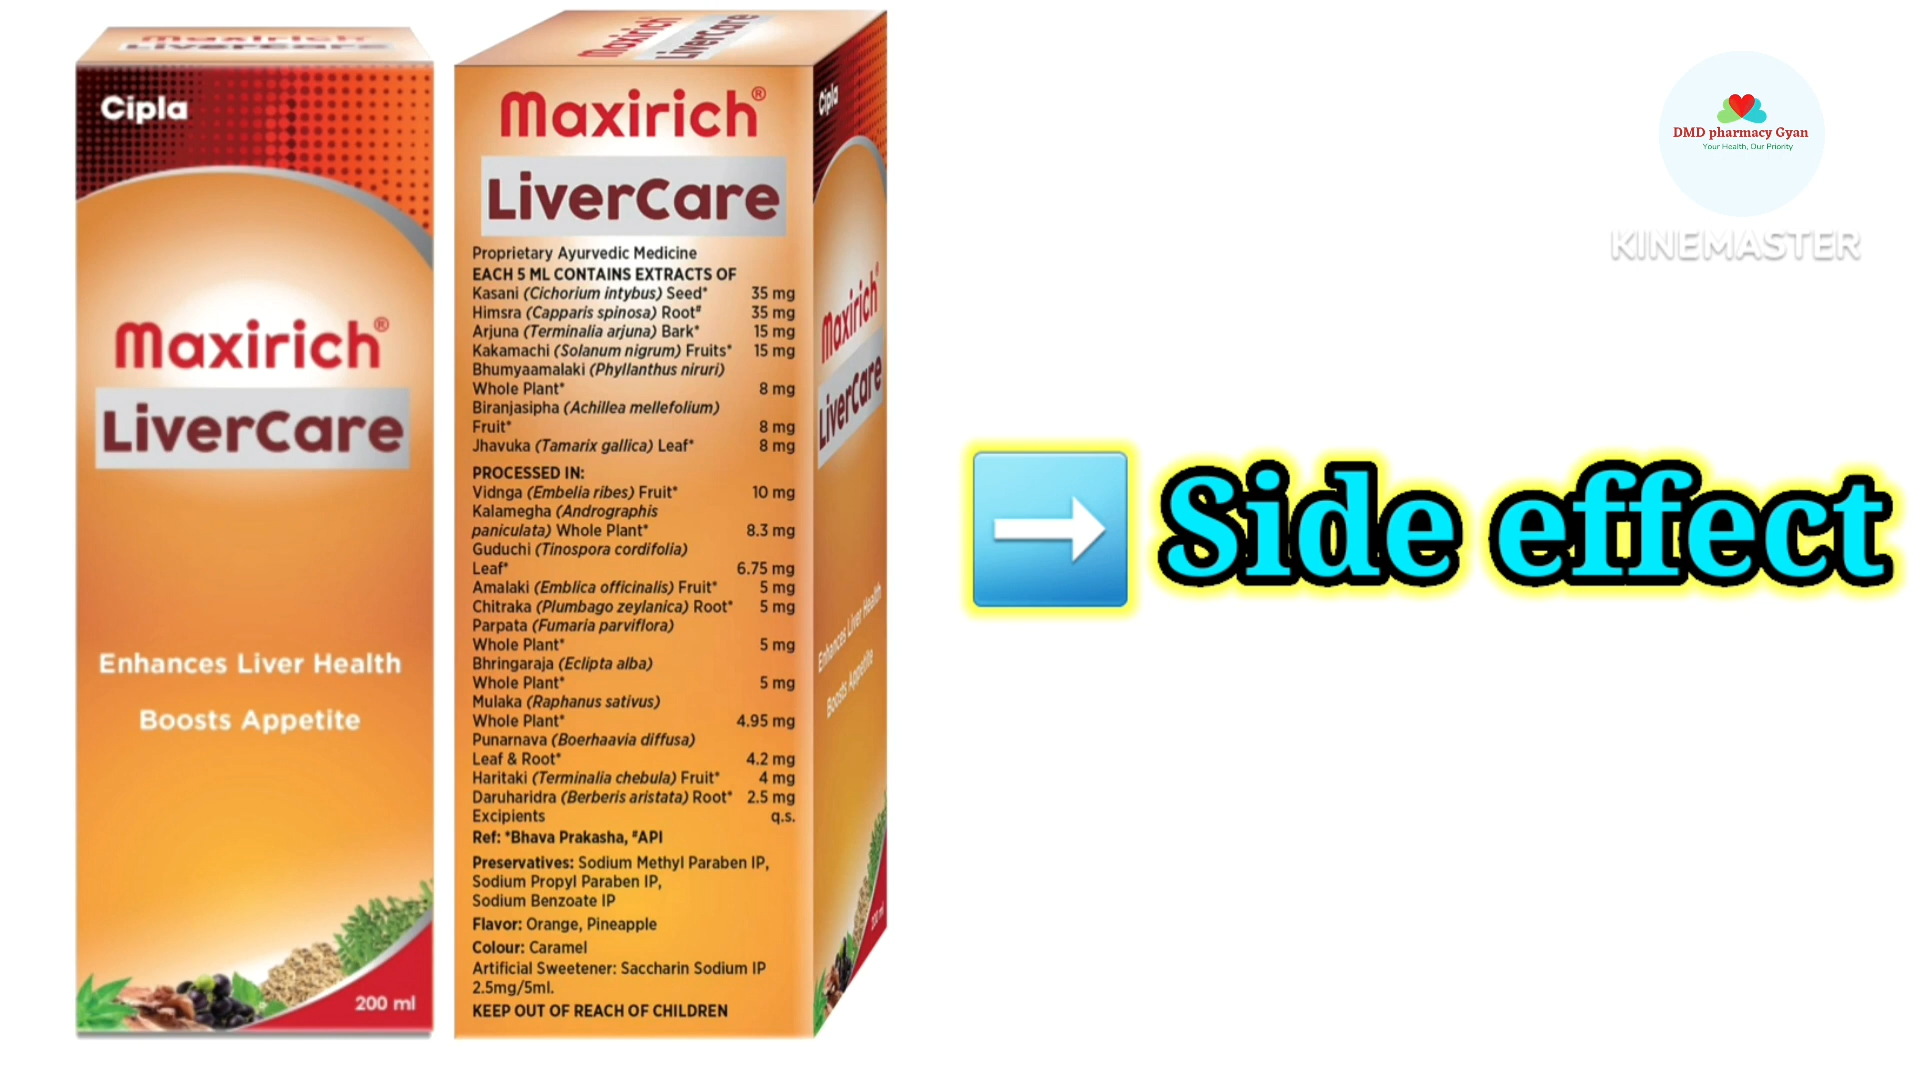 Maxirich
LiverCare
Cipla
Maxirich®
LiverCare
Enhances Liver Health
Boosts Appetite
200 ml
Maxirich
LiverCare
Maxirich®
LiverCare
Proprietary Ayurvedic Medicine
EACH 5 ML CONTAINS EXTRACTS OF
Kasani (Cichorium intybus) Seed* 35 mg
Himsra (Capparis spinosa) Root# 35 mg
Arjuna (Terminalia arjuna) Bark* 15 mg
Kakamachi (Solanum nigrum) Fruits* 15 mg
Bhumyaamalaki (Phyllanthus niruri)
Whole Plant* 8 mg
Biranjasipha (Achillea mellefolium)
Fruit* 8 mg
Jhavuka (Tamarix gallica) Leaf* 8 mg
PROCESSED IN:
Vidnga (Embelia ribes) Fruit* 10 mg
Kalamegha (Andrographis
paniculata) Whole Plant* 8.3 mg
Guduchi (Tinospora cordifolia)
Leaf* 6.75 mg
Amalaki (Emblica officinalis) Fruit* 5 mg
Chitraka (Plumbago zeylanica) Root* 5 mg
Parpata (Fumaria parviflora)
Whole Plant* 5 mg
Bhringaraja (Eclipta alba)
Whole Plant* 5 mg
Mulaka (Raphanus sativus)
Whole Plant* 4.95 mg
Punarnava (Boerhaavia diffusa)
Leaf & Root* 4.2 mg
Haritaki (Terminalia chebula) Fruit* 4 mg
Daruharidra (Berberis aristata) Root* 2.5 mg
Excipients q.s.
Ref: *Bhava Prakasha, #API
Preservatives: Sodium Methyl Paraben IP,
Sodium Propyl Paraben IP,
Sodium Benzoate IP
Flavor: Orange, Pineapple
Colour: Caramel
Artificial Sweetener: Saccharin Sodium IP
2.5mg/5ml.
KEEP OUT OF REACH OF CHILDREN
Cipla
Maxirich®
LiverCare
Enhances Liver Health
Boosts Appetite
200 ml
DMD pharmacy Gyan
Your Health, Our Priority
KINEMASTER
Side effect